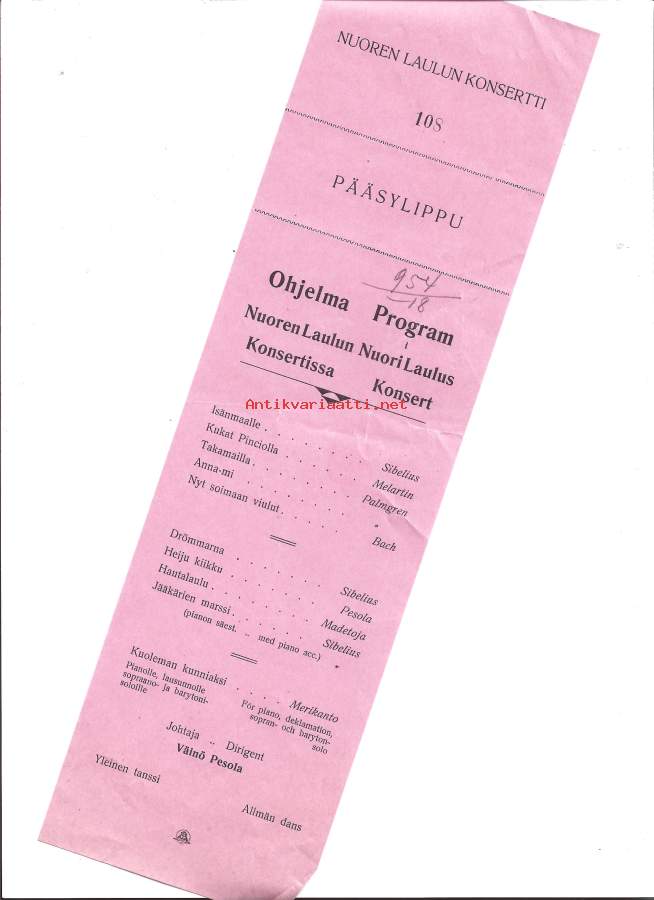 NUOREN LAULUN KONSERTTI
108
PÄÄSYLIPPU
954
18
Ohjelma Program
i
Nuoren Laulun Nuori Laulus
Konsertissa Konsert
Antikvariaatti.net
Isänmaalle . . . . . . . . Sibelius
Kukat Pinciolla . . . . . . Melartin
Takamailla . . . . . . . Palmgren
Anna-mi . . . . . . . "
Nyt soimaan viulut . . . . . Bach
Drömmarna . . . . . . Sibelius
Heiju kiikku . . . . . . Pesola
Hautalaulu . . . . . . Madetoja
Jääkärien marssi . . . . . . Sibelius
(pianon säest. „ med piano acc.) "
Kuoleman kunniaksi . . . . Merikanto
Pianolle, lausunnolle För piano, deklamation,
sopraano- ja barytoni- sopran- och baryton-
soloille solo
Johtaja „ Dirigent
Väinö Pesola
Yleinen tanssi Allmän dans